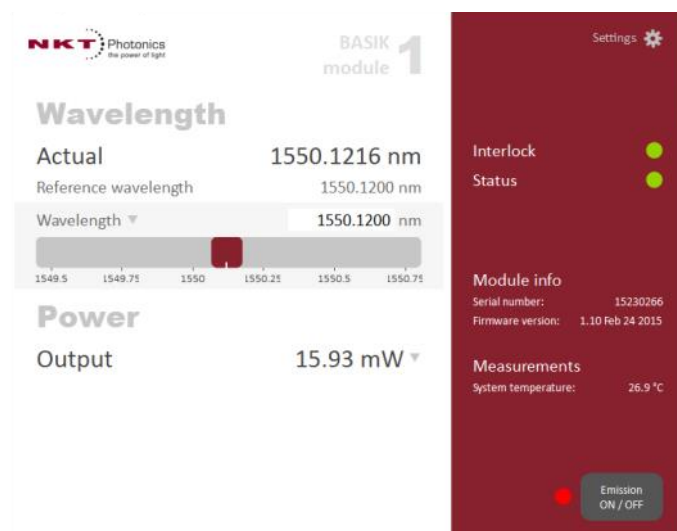 NKT Photonics
the power of light
BASIK
module 1
Settings
Wavelength
Actual 1550.1216 nm
Reference wavelength 1550.1200 nm
Wavelength 1550.1200 nm
1549.5 1549.75 1550 1550.25 1550.5 1550.75
Power
Output 15.93 mW
Interlock
Status
Module info
Serial number: 15230266
Firmware version: 1.10 Feb 24 2015
Measurements
System temperature: 26.9 °C
Emission
ON / OFF